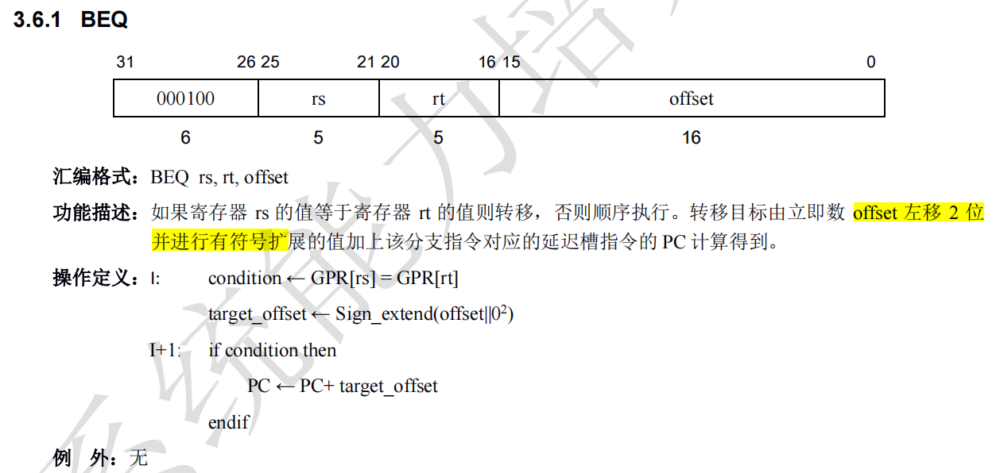 3.6.1 BEQ
31 26 25 21 20 16 15 0
000100 rs rt offset
6 5 5 16
汇编格式：BEQ rs, rt, offset
功能描述：如果寄存器 rs 的值等于寄存器 rt 的值则转移，否则顺序执行。转移目标由立即数 offset 左移 2 位
并进行有符号扩展的值加上该分支指令对应的延迟槽指令的 PC 计算得到。
操作定义：I: condition ← GPR[rs] = GPR[rt]
target_offset ← Sign_extend(offset||0²)
I+1: if condition then
PC ← PC+ target_offset
endif
例 外：无
系统能力培